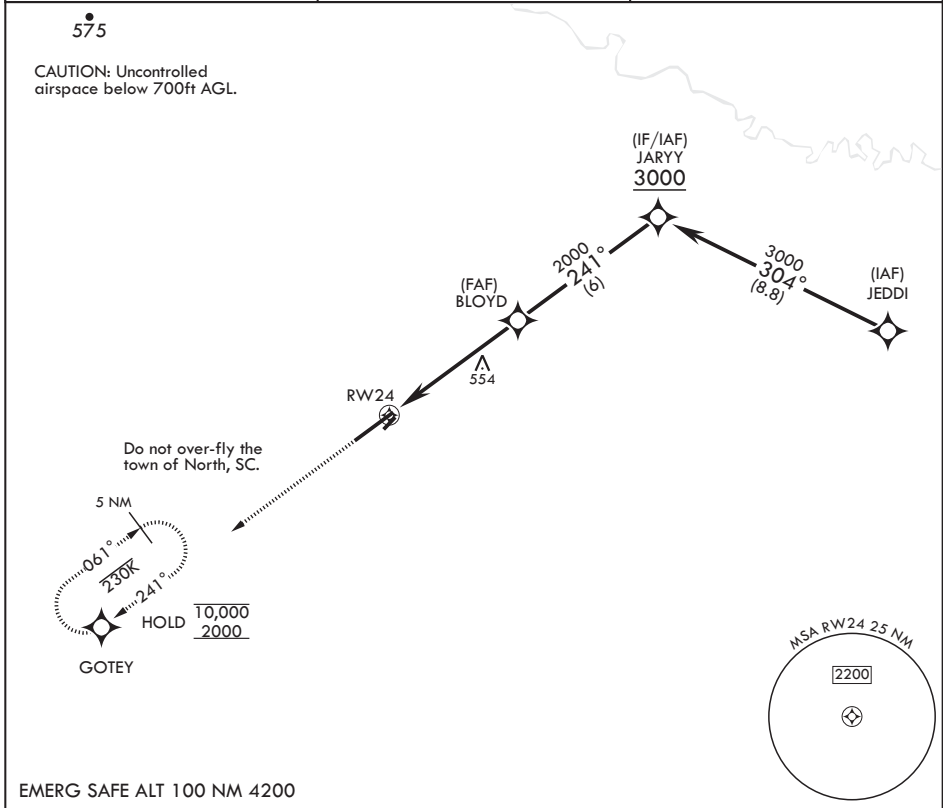 575
CAUTION: Uncontrolled
airspace below 700ft AGL.
(IF/IAF)
JARYY
3000
2000
241°
(6)
3000
304°
(8.8)
(IAF)
JEDDI
(FAF)
BLOYD
554
RW24
Do not over-fly the
town of North, SC.
5 NM
061°
230K
241°
HOLD
10,000
2000
GOTEY
MSA RW24 25 NM
2200
EMERG SAFE ALT 100 NM 4200